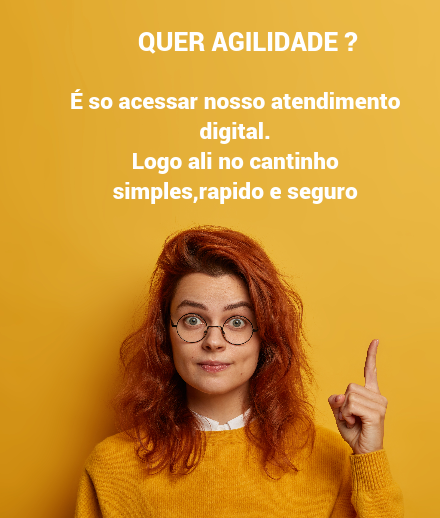 QUER AGILIDADE ?
É so acessar nosso atendimento
digital.
Logo ali no cantinho
simples,rapido e seguro